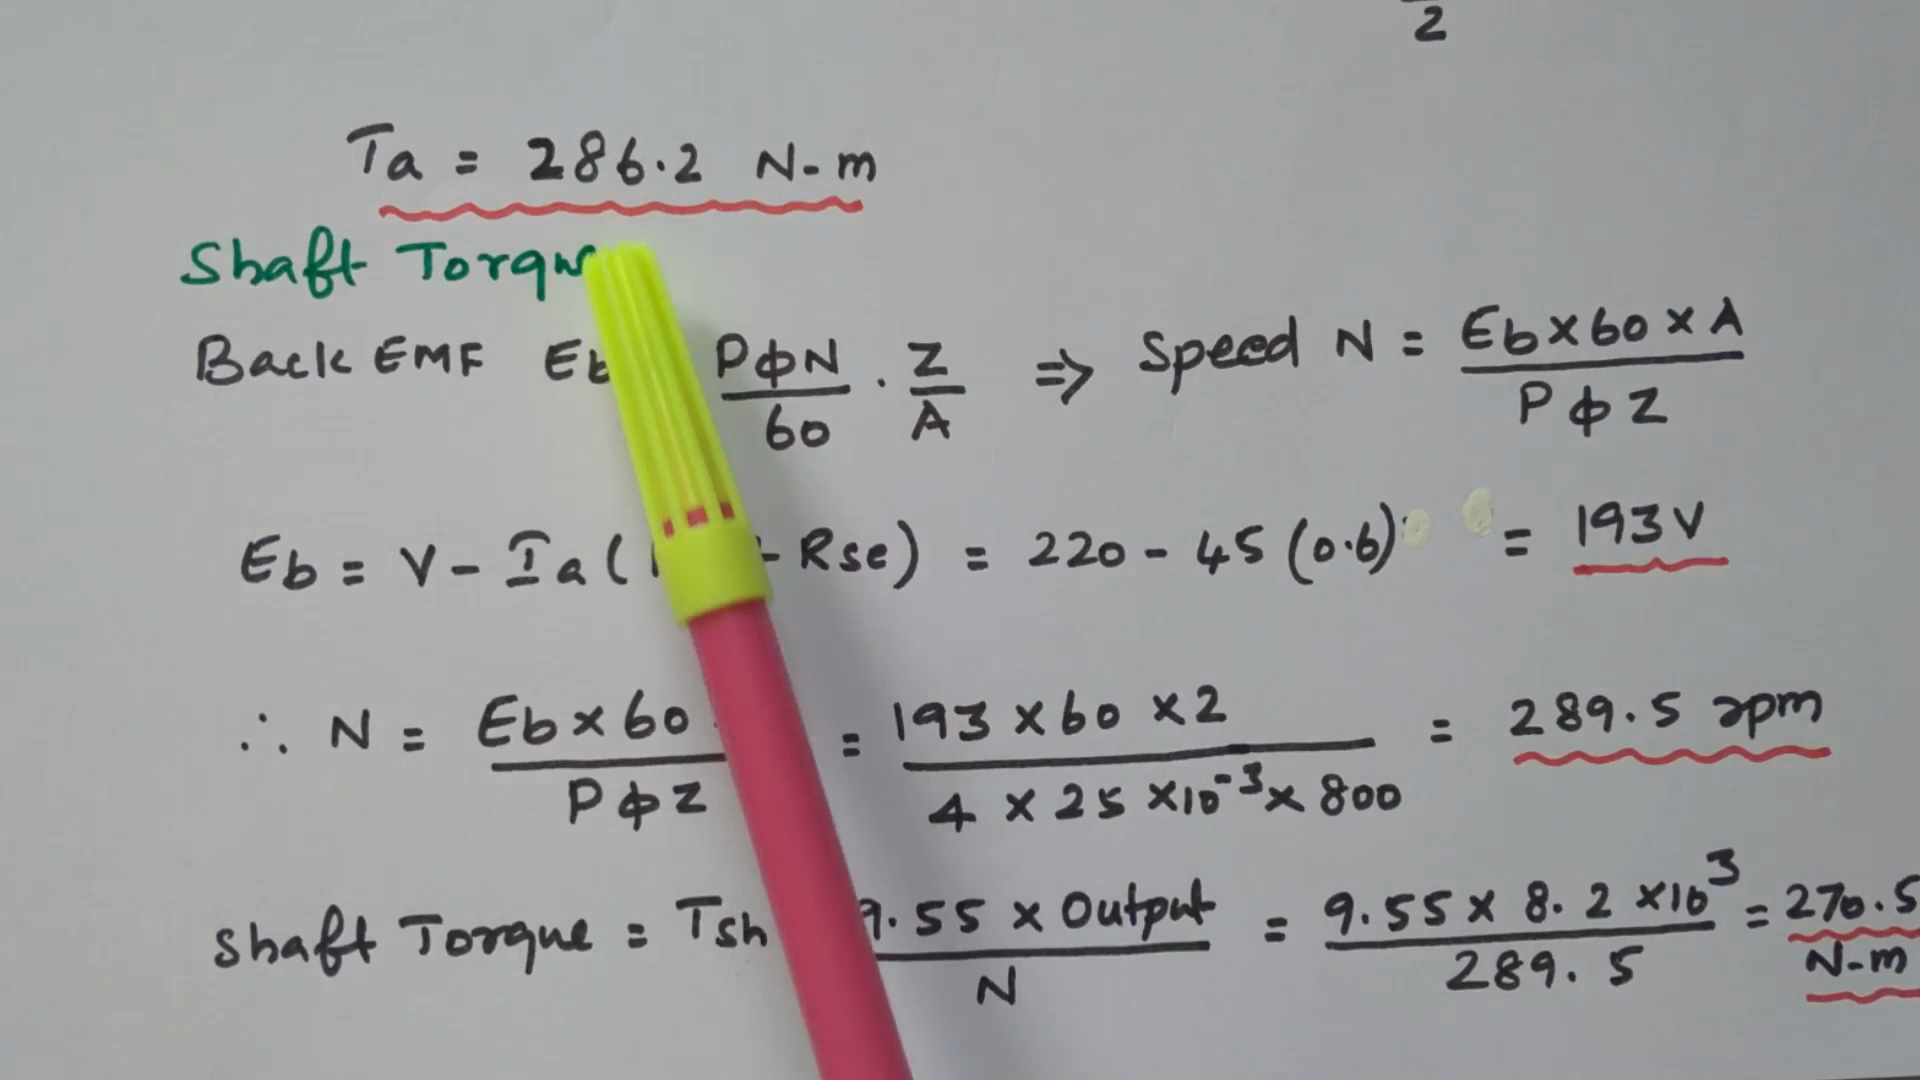 2
Ta = 286.2 N-m
Shaft Torque
Back EMF Eb PϕN/60 · Z/A ⇒ Speed N = Eb×60×A/PϕZ
Eb = V - Ia ( - Rse) = 220 - 45 (0.6) = 193V
∴ N = Eb×60 /PϕZ = 193×60×2/4×25×10⁻³×800 = 289.5 rpm
Shaft Torque = Tsh 9.55 × Output/N = 9.55×8.2×10³/289.5 = 270.5 N-m